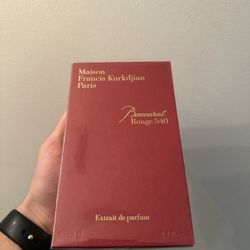 Maison
Francis Kurkdjian
Paris
Baccarat
Rouge 540
Extrait de parfum